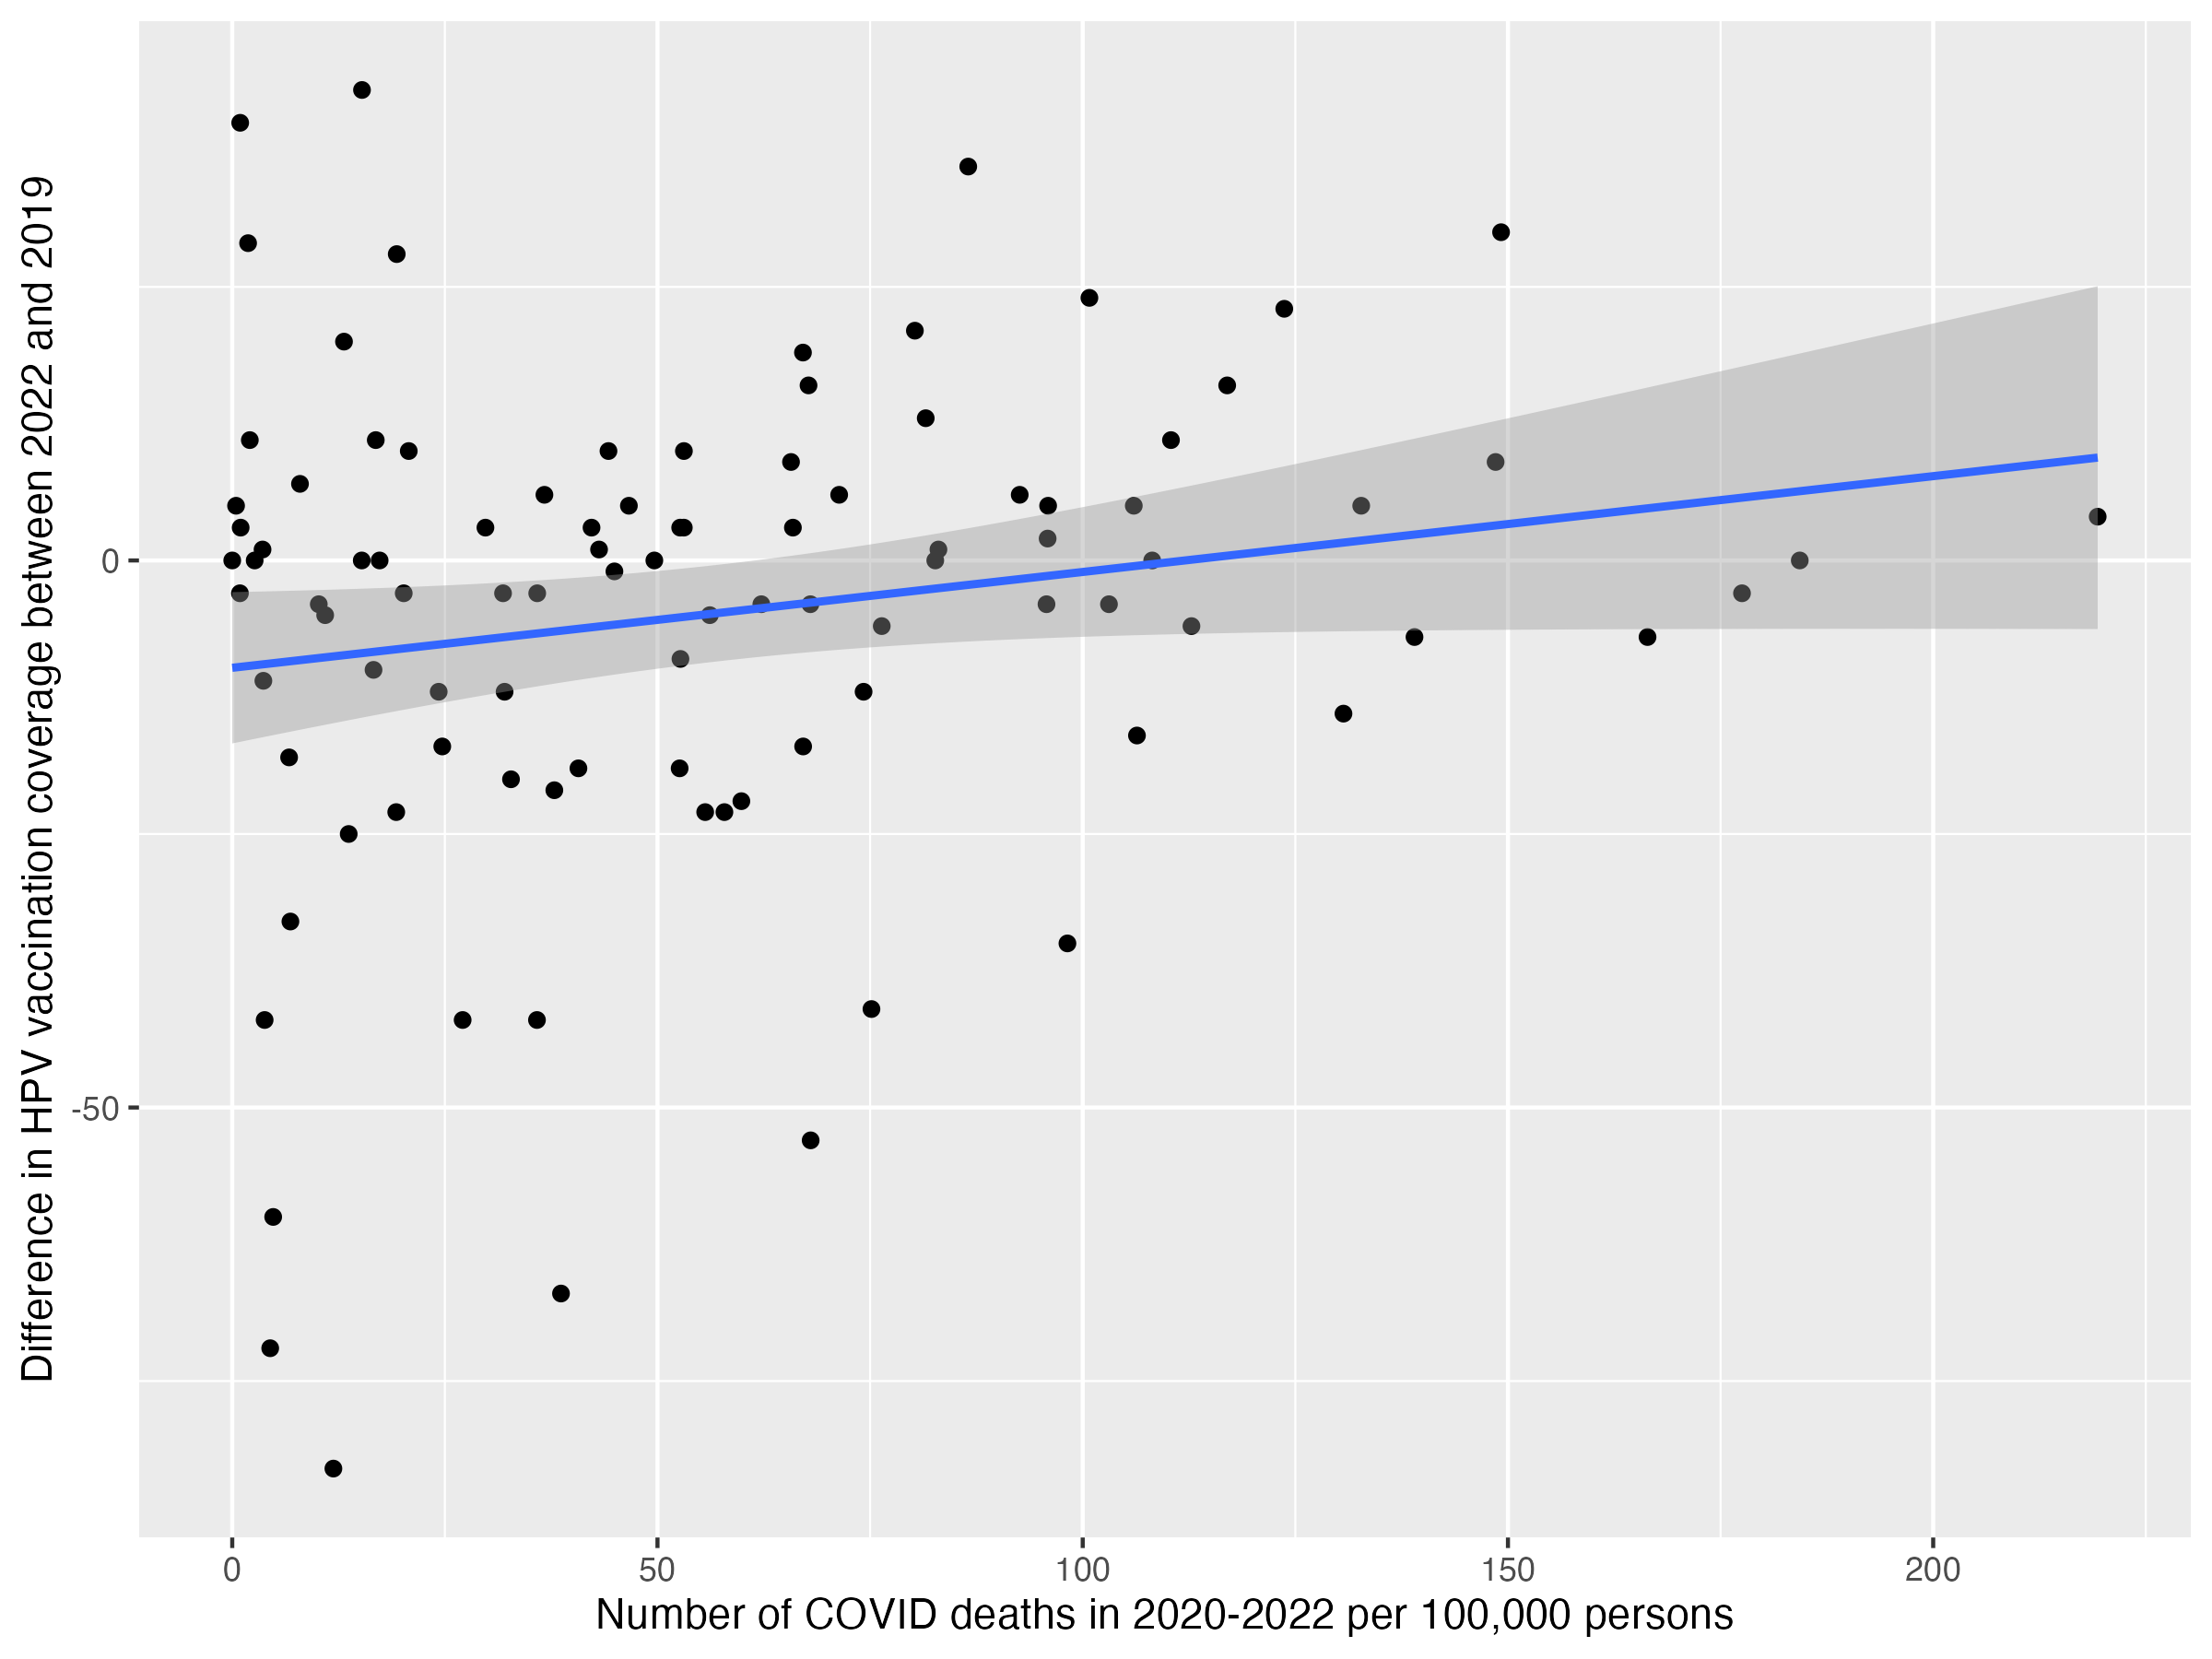 Difference in HPV vaccination coverage between 2022 and 2019
0
-50
0 50 100 150 200
Number of COVID deaths in 2020-2022 per 100,000 persons